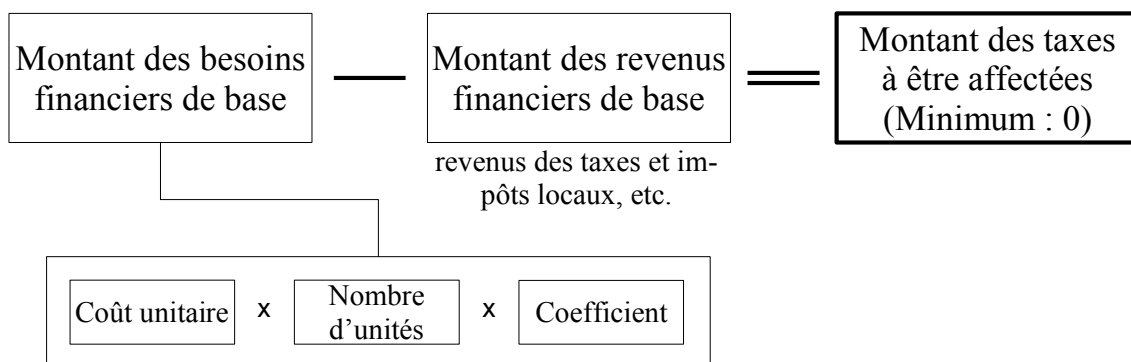 Montant des besoins
financiers de base
Montant des revenus
financiers de base
Montant des taxes
à être affectées
(Minimum : 0)
revenus des taxes et im-
pôts locaux, etc.
Coût unitaire x Nombre
d’unités x Coefficient